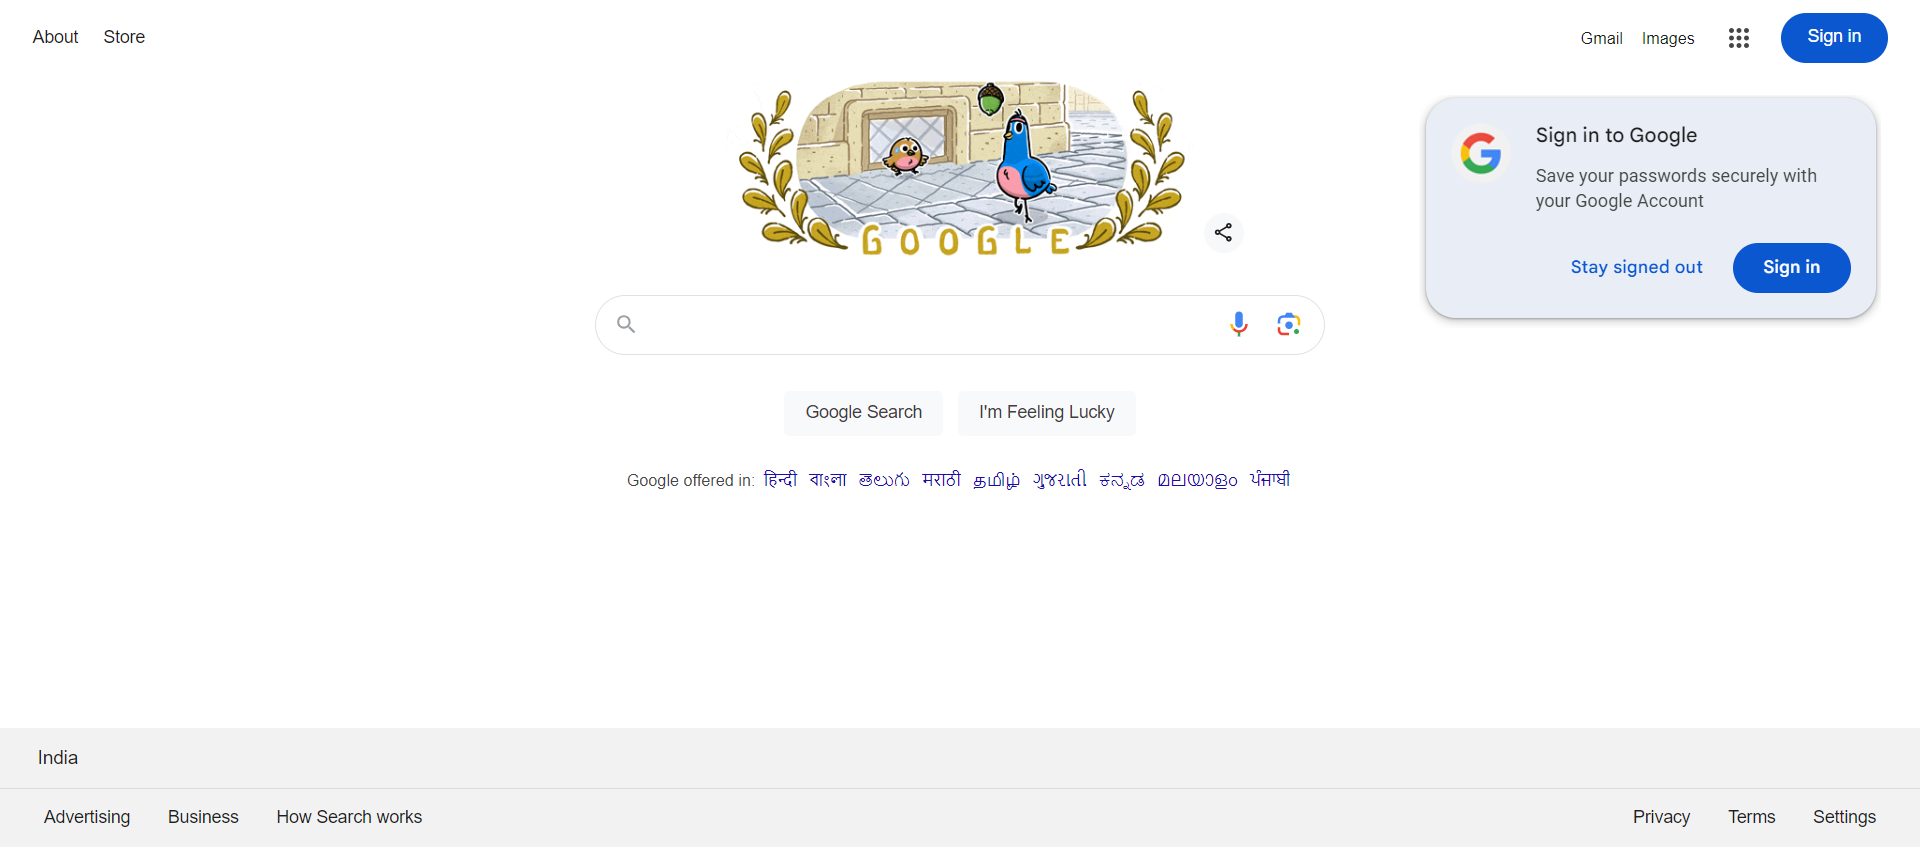 About Store
Gmail Images Sign in
GOOGLE
Sign in to Google
Save your passwords securely with
your Google Account
Stay signed out Sign in
Google Search I'm Feeling Lucky
Google offered in: हिन्दी বাংলা తెలుగు मराठी தமிழ் ગુજરાતી ಕನ್ನಡ മലയാളം ਪੰਜਾਬੀ
India
Advertising Business How Search works
Privacy Terms Settings